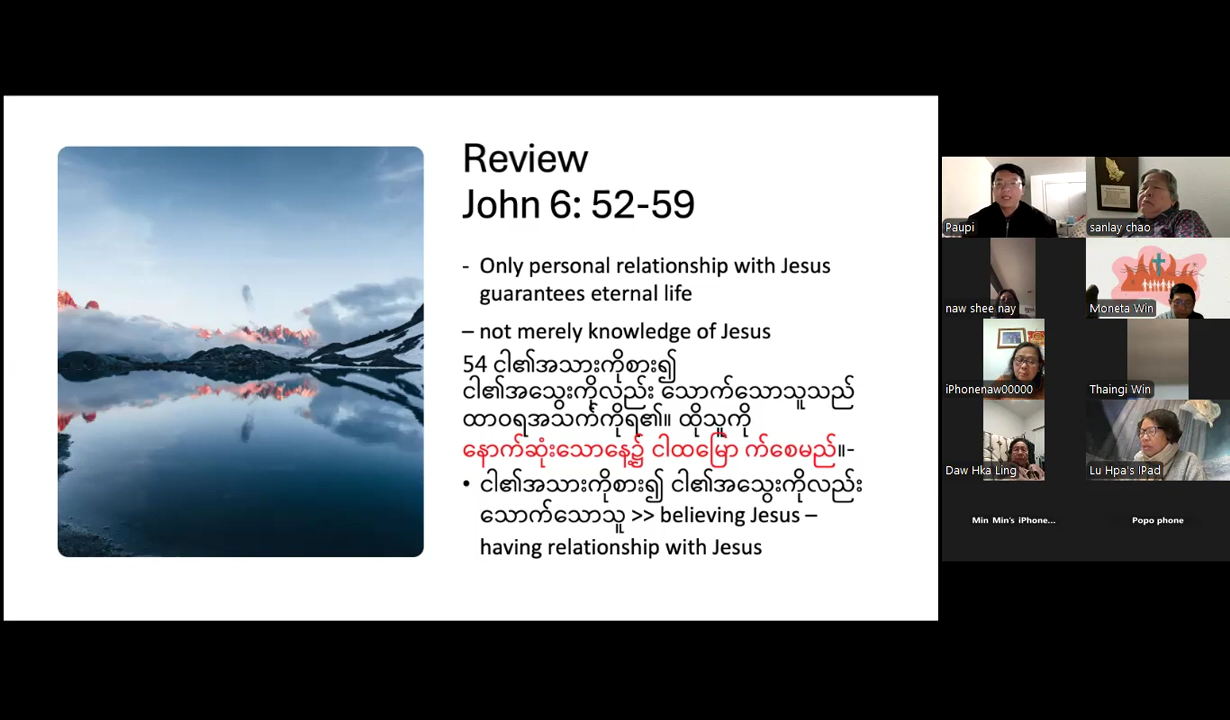 Review
John 6: 52-59
- Only personal relationship with Jesus
guarantees eternal life
– not merely knowledge of Jesus
54 ငါ၏အသားကိုစား၍
ငါ၏အသွေးကိုလည်း သောက်သောသူသည်
ထာဝရအသက်ကိုရ၏။ ထိုသူကို
နောက်ဆုံးသောနေ့၌ ငါထမြော က်စေမည်။-
• ငါ၏အသားကိုစား၍ ငါ၏အသွေးကိုလည်း
သောက်သောသူ >> believing Jesus –
having relationship with Jesus
Paupi
sanlay chao
naw shee nay
Moneta Win
iPhonenaw00000
Thaingi Win
Daw Hka Ling
Lu Hpa's IPad
Min Min's iPhone...
Popo phone